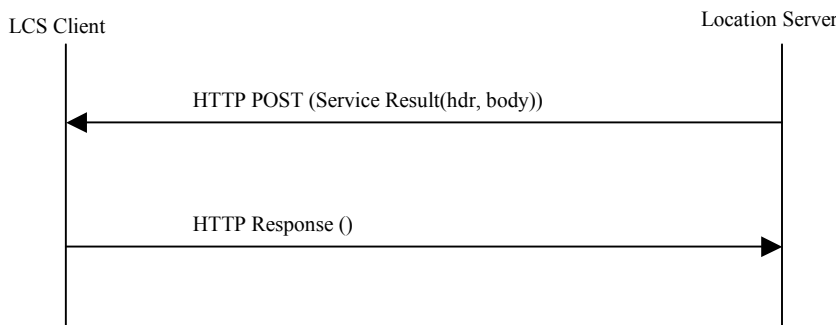 LCS Client
Location Server
HTTP POST (Service Result(hdr, body))
HTTP Response ()